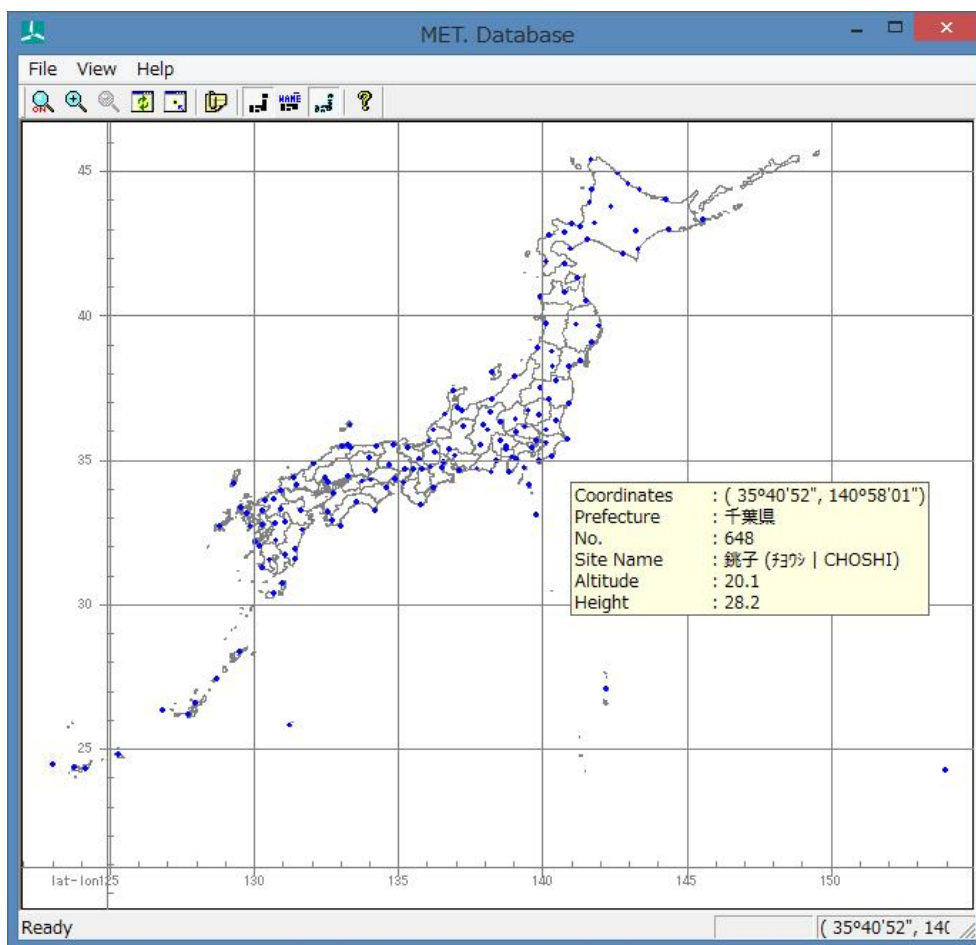 MET. Database
File View Help
NAME
45
40
35
30
25
Coordinates : ( 35º40'52", 140º58'01")
Prefecture : 千葉県
No. : 648
Site Name : 銚子 (ﾁｮｳｼ | CHOSHI)
Altitude : 20.1
Height : 28.2
lat-lon125 130 135 140 145 150
Ready ( 35º40'52", 140